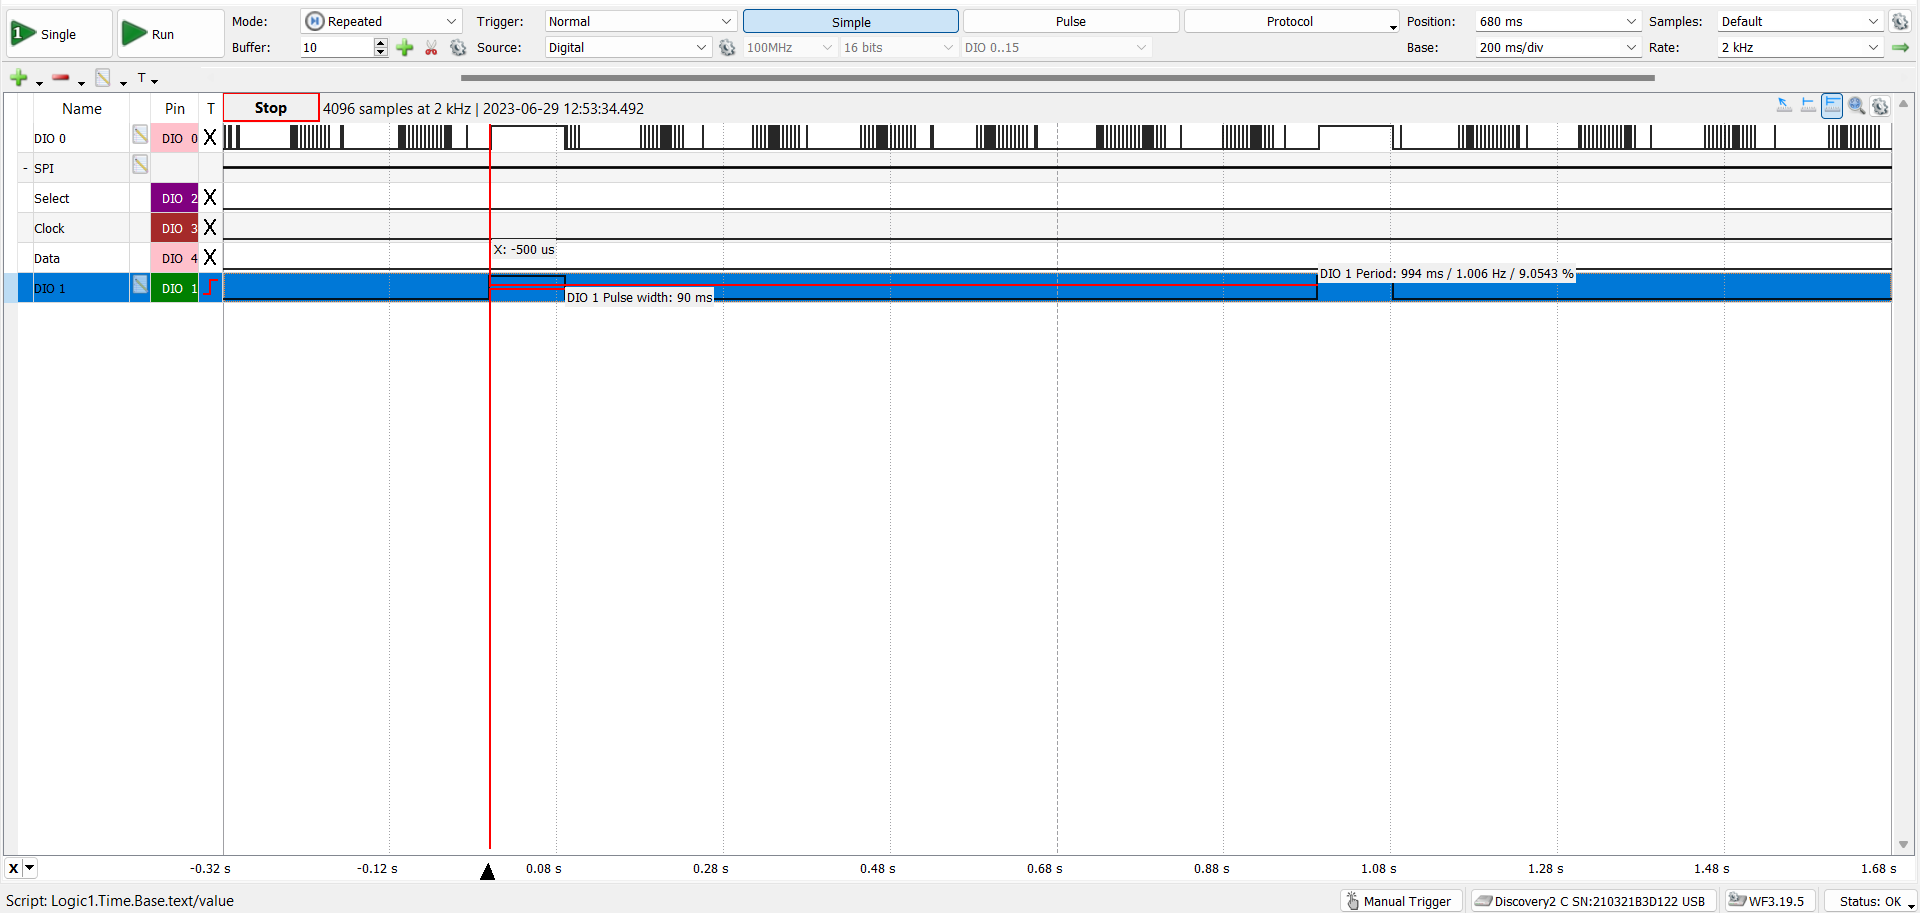 Single
Run
Mode: Repeated
Trigger: Normal
Simple
Pulse
Protocol
Position: 680 ms
Samples: Default
Buffer: 10
Source: Digital
100MHz
16 bits
DIO 0..15
Base: 200 ms/div
Rate: 2 kHz
T
Name Pin T
Stop 4096 samples at 2 kHz | 2023-06-29 12:53:34.492
DIO 0 DIO 0 X
- SPI
Select DIO 2 X
Clock DIO 3 X
Data DIO 4 X
X: -500 us
DIO 1 DIO 1
DIO 1 Period: 994 ms / 1.006 Hz / 9.0543 %
DIO 1 Pulse width: 90 ms
X -0.32 s -0.12 s 0.08 s 0.28 s 0.48 s 0.68 s 0.88 s 1.08 s 1.28 s 1.48 s 1.68 s
Script: Logic1.Time.Base.text/value
Manual Trigger
Discovery2 C SN:210321B3D122 USB
WF3.19.5
Status: OK